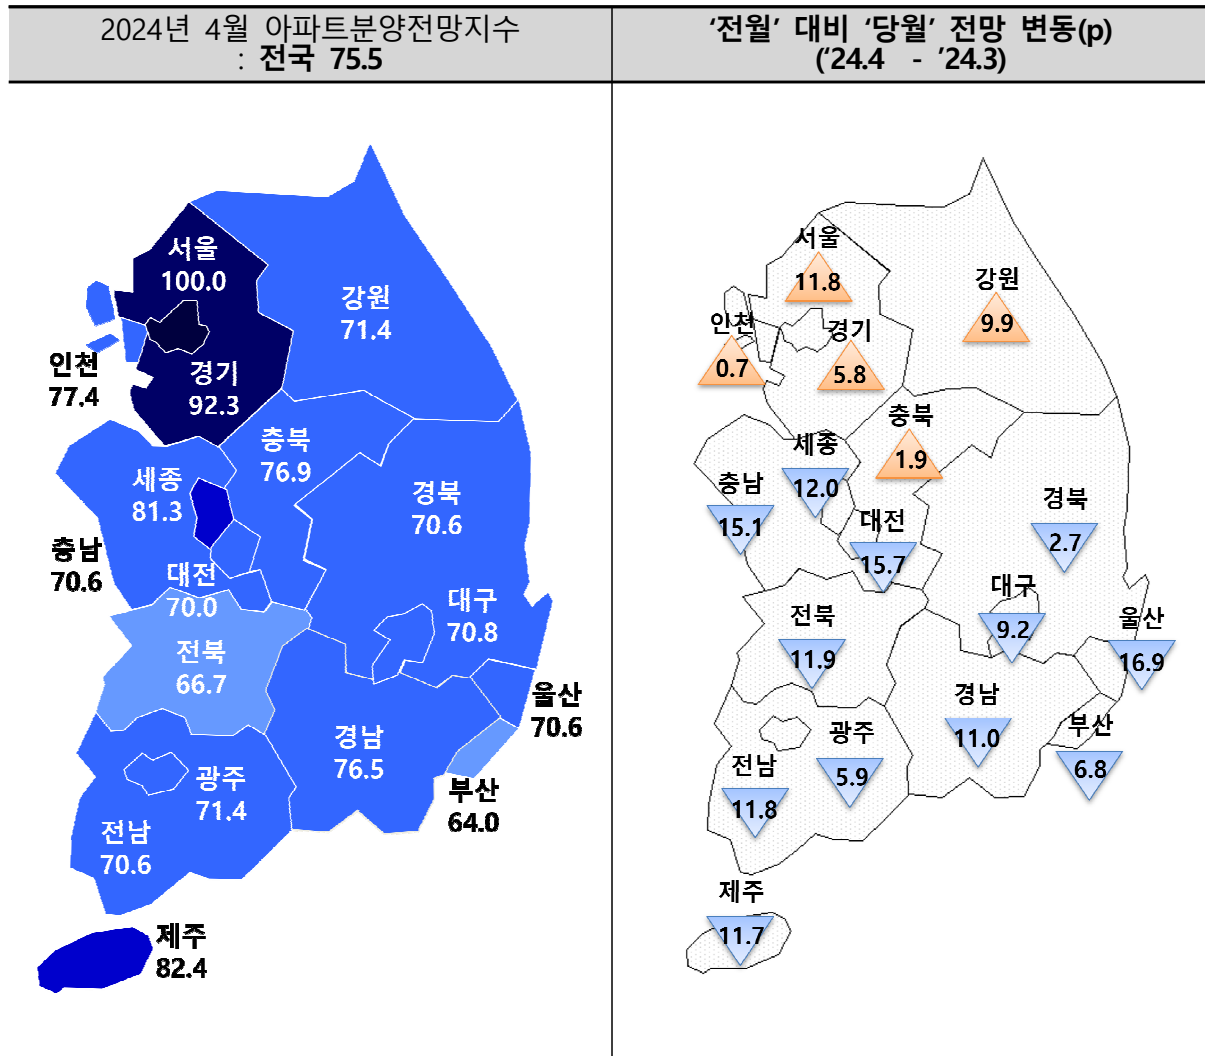 2024년 4월 아파트분양전망지수
: 전국 75.5
서울
100.0
강원
71.4
인천
77.4
경기
92.3
충북
76.9
세종
81.3
경북
70.6
충남
70.6
대전
70.0
대구
70.8
전북
66.7
울산
70.6
경남
76.5
광주
71.4
부산
64.0
전남
70.6
제주
82.4
‘전월’ 대비 ‘당월’ 전망 변동(p)
(‘24.4 - ’24.3)
서울
11.8
강원
9.9
인천
0.7
경기
5.8
충북
1.9
세종
12.0
충남
15.1
경북
2.7
대전
15.7
대구
9.2
전북
11.9
울산
16.9
경남
11.0
부산
6.8
광주
5.9
전남
11.8
제주
11.7